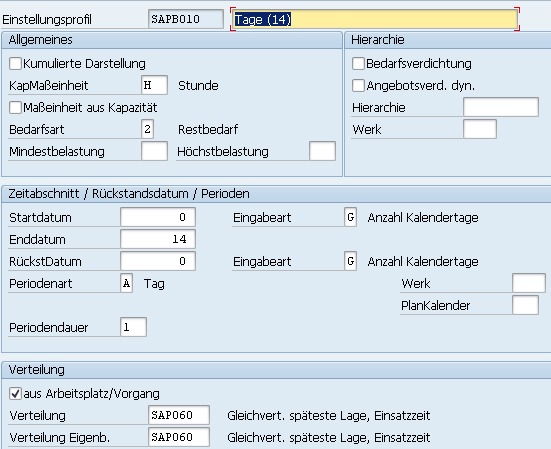 Einstellungsprofil SAPB010 Tage (14)
Allgemeines
Kumulierte Darstellung
KapMaßeinheit H Stunde
Maßeinheit aus Kapazität
Bedarfsart 2 Restbedarf
Mindestbelastung Höchstbelastung
Hierarchie
Bedarfsverdichtung
Angebotsverd. dyn.
Hierarchie
Werk
Zeitabschnitt / Rückstandsdatum / Perioden
Startdatum 0 Eingabeart G Anzahl Kalendertage
Enddatum 14
RückstDatum 0 Eingabeart G Anzahl Kalendertage
Periodenart A Tag Werk
PlanKalender
Periodendauer 1
Verteilung
aus Arbeitsplatz/Vorgang
Verteilung SAP060 Gleichvert. späteste Lage, Einsatzzeit
Verteilung Eigenb. SAP060 Gleichvert. späteste Lage, Einsatzzeit